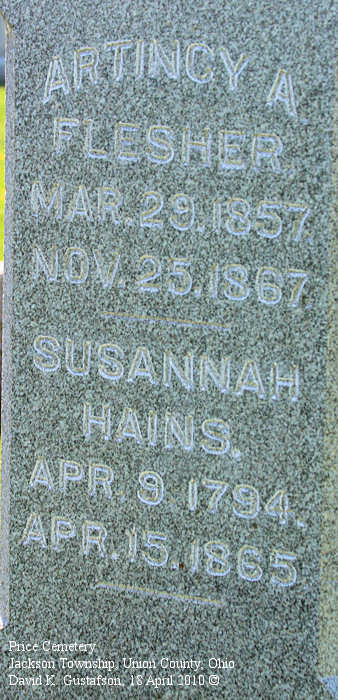 ARTINCY A
FLESHER.
MAR. 29. 1857
NOV. 25. 1867
SUSANNAH
HAINS.
APR. 9. 1794.
APR. 15. 1865
Price Cemetery
Jackson Township, Union County, Ohio
David K. Gustafson, 18 April 2010 ©